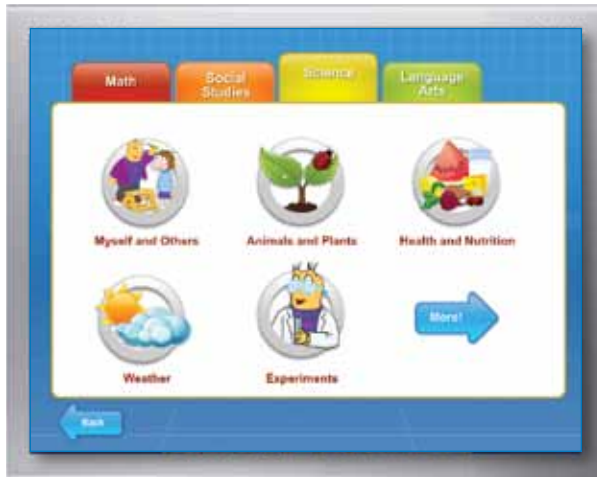 Math
Social
Studies
Science
Language
Arts
Myself and Others
Animals and Plants
Health and Nutrition
More!
Weather
Experiments
Back